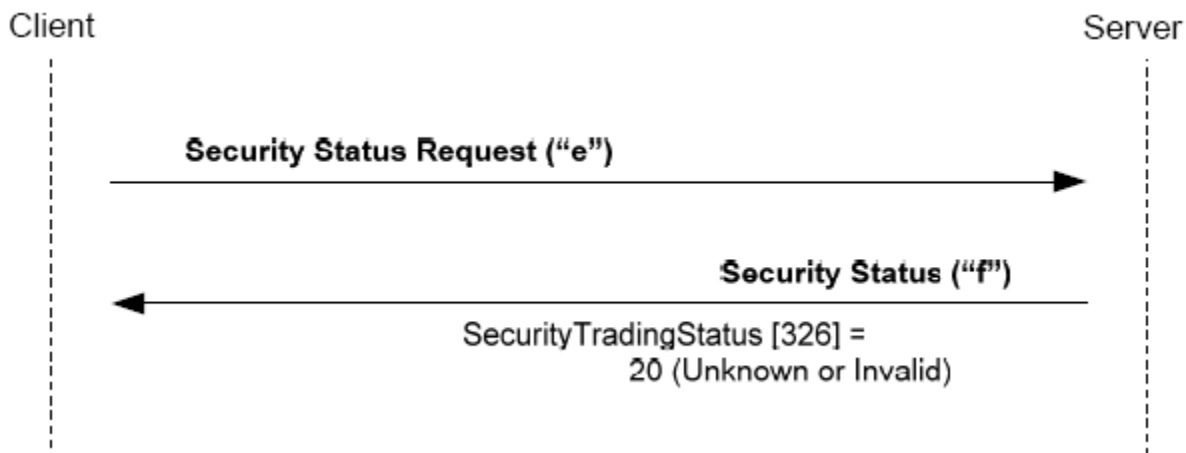 Client
Server
Security Status Request (“e”)
Security Status (“f”)
SecurityTradingStatus [326] =
20 (Unknown or Invalid)